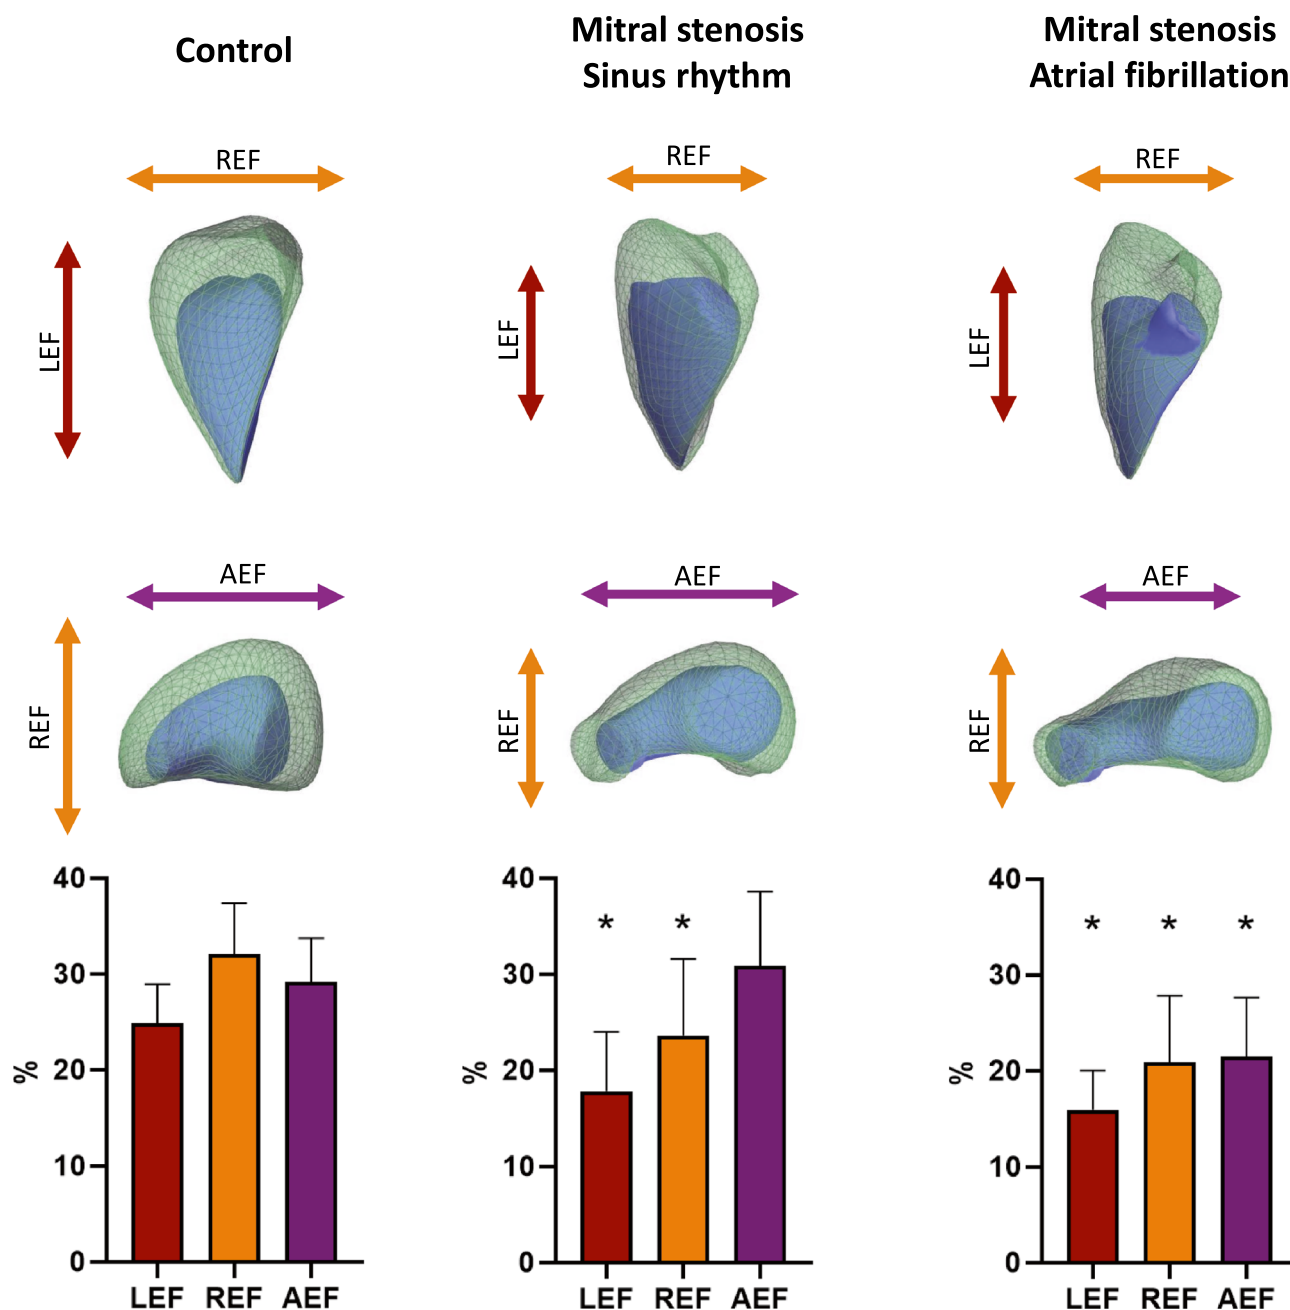 Control
Mitral stenosis
Sinus rhythm
Mitral stenosis
Atrial fibrillation
REF
REF
REF
LEF
LEF
LEF
AEF
AEF
AEF
REF
REF
REF
40
30
20
10
0
%
LEF REF AEF
40
30
20
10
0
%
* *
LEF REF AEF
40
30
20
10
0
%
* * *
LEF REF AEF